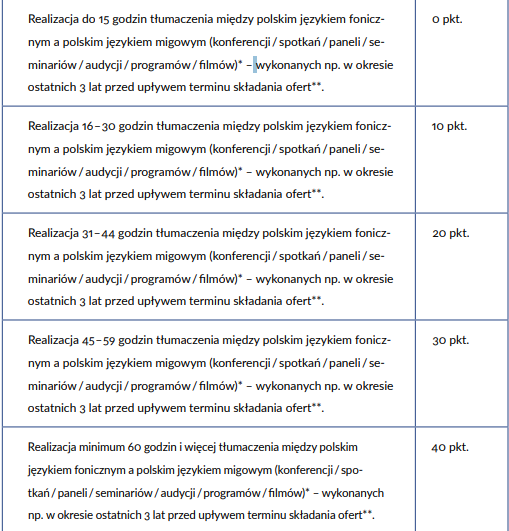 Realizacja do 15 godzin tłumaczenia między polskim językiem fonicz- 0 pkt.
nym a polskim językiem migowym (konferencji / spotkań / paneli / se-
minariów / audycji / programów / filmów)* – wykonanych np. w okresie
ostatnich 3 lat przed upływem terminu składania ofert**.
Realizacja 16–30 godzin tłumaczenia między polskim językiem fonicz- 10 pkt.
nym a polskim językiem migowym (konferencji / spotkań / paneli / se-
minariów / audycji / programów / filmów)* – wykonanych np. w okresie
ostatnich 3 lat przed upływem terminu składania ofert**.
Realizacja 31–44 godzin tłumaczenia między polskim językiem fonicz- 20 pkt.
nym a polskim językiem migowym (konferencji / spotkań / paneli / se-
minariów / audycji / programów / filmów)* – wykonanych np. w okresie
ostatnich 3 lat przed upływem terminu składania ofert**.
Realizacja 45–59 godzin tłumaczenia między polskim językiem fonicz- 30 pkt.
nym a polskim językiem migowym (konferencji / spotkań / paneli / se-
minariów / audycji / programów / filmów)* – wykonanych np. w okresie
ostatnich 3 lat przed upływem terminu składania ofert**.
Realizacja minimum 60 godzin i więcej tłumaczenia między polskim 40 pkt.
językiem fonicznym a polskim językiem migowym (konferencji / spo-
tkań / paneli / seminariów / audycji / programów / filmów)* – wykonanych
np. w okresie ostatnich 3 lat przed upływem terminu składania ofert**.